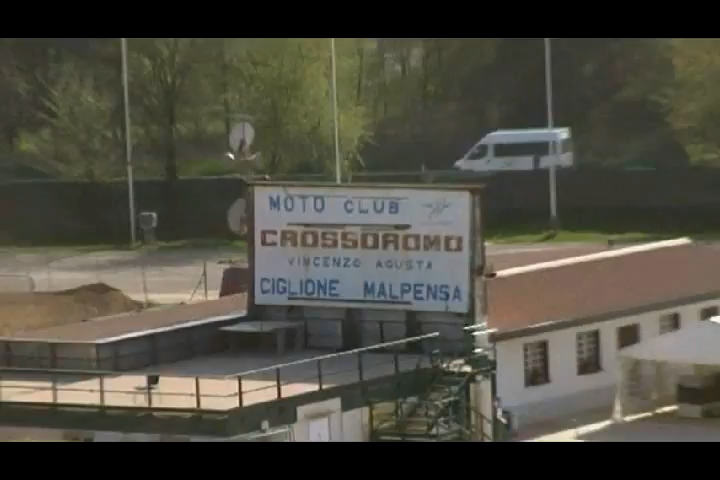 MOTO CLUB
CROSSODROMO
VINCENZO AGUSTA
CIGLIONE MALPENSA